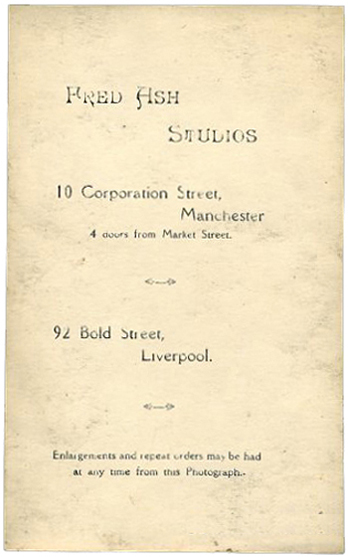 Fred Ash
Studios
10 Corporation Street,
Manchester
4 doors from Market Street.
92 Bold Street,
Liverpool.
Enlargements and repeat orders may be had
at any time from this Photograph.-